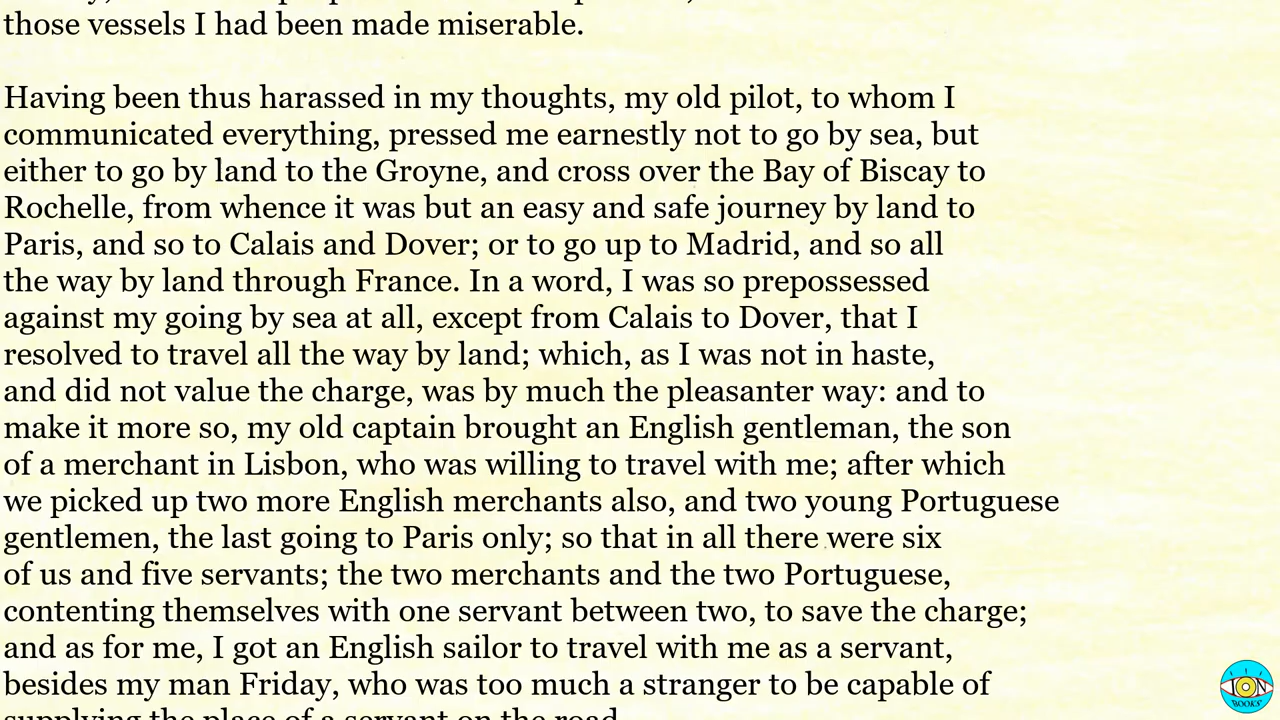 those vessels I had been made miserable.
Having been thus harassed in my thoughts, my old pilot, to whom I
communicated everything, pressed me earnestly not to go by sea, but
either to go by land to the Groyne, and cross over the Bay of Biscay to
Rochelle, from whence it was but an easy and safe journey by land to
Paris, and so to Calais and Dover; or to go up to Madrid, and so all
the way by land through France. In a word, I was so prepossessed
against my going by sea at all, except from Calais to Dover, that I
resolved to travel all the way by land; which, as I was not in haste,
and did not value the charge, was by much the pleasanter way: and to
make it more so, my old captain brought an English gentleman, the son
of a merchant in Lisbon, who was willing to travel with me; after which
we picked up two more English merchants also, and two young Portuguese
gentlemen, the last going to Paris only; so that in all there were six
of us and five servants; the two merchants and the two Portuguese,
contenting themselves with one servant between two, to save the charge;
and as for me, I got an English sailor to travel with me as a servant,
besides my man Friday, who was too much a stranger to be capable of
supplying the place of a servant on the road.
ION
BOOKS